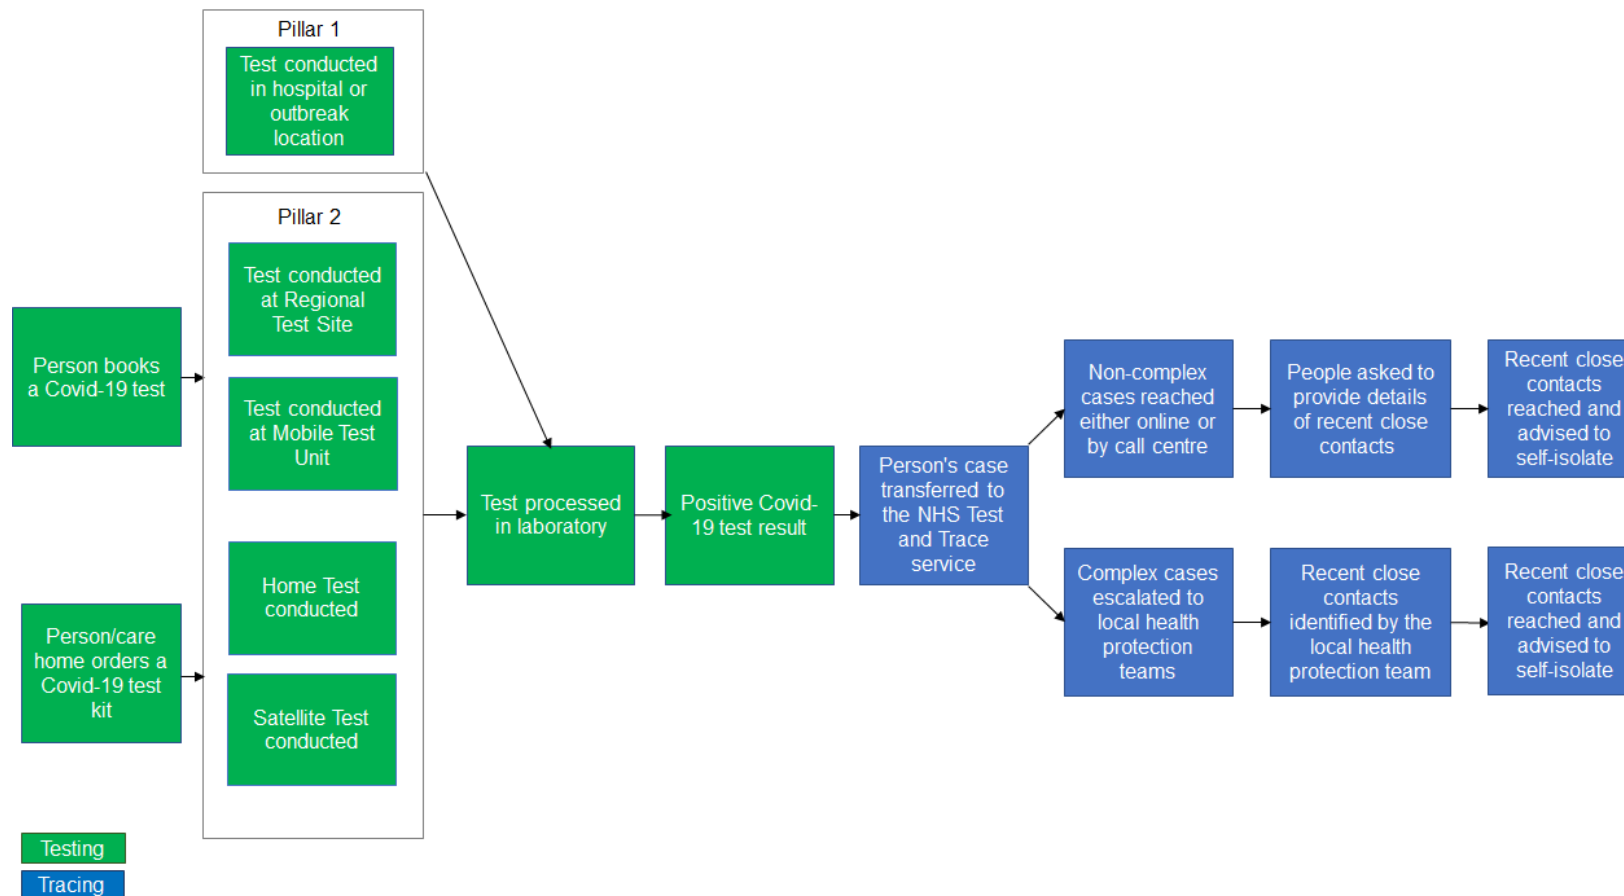 Pillar 1
Test conducted
in hospital or
outbreak
location
Pillar 2
Test conducted
at Regional
Test Site
Test conducted
at Mobile Test
Unit
Home Test
conducted
Satellite Test
conducted
Person books
a Covid-19 test
Person/care
home orders a
Covid-19 test
kit
Test processed
in laboratory
Positive Covid-
19 test result
Person's case
transferred to
the NHS Test
and Trace
service
Non-complex
cases reached
either online or
by call centre
People asked to
provide details
of recent close
contacts
Recent close
contacts
reached and
advised to
self-isolate
Complex cases
escalated to
local health
protection
teams
Recent close
contacts
identified by the
local health
protection team
Recent close
contacts
reached and
advised to
self-isolate
Testing
Tracing